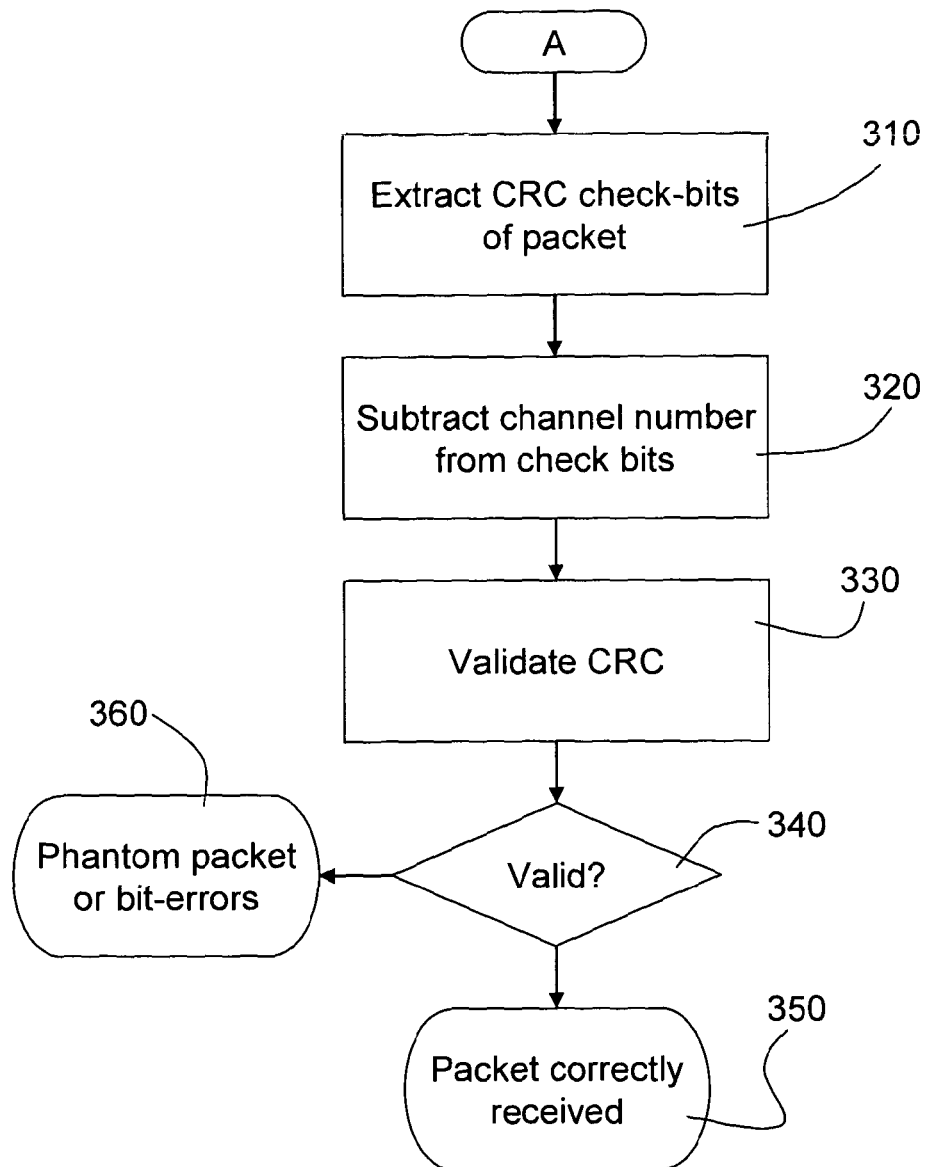 A
310
Extract CRC check-bits
of packet
320
Subtract channel number
from check bits
330
Validate CRC
360
340
Phantom packet
or bit-errors
Valid?
350
Packet correctly
received